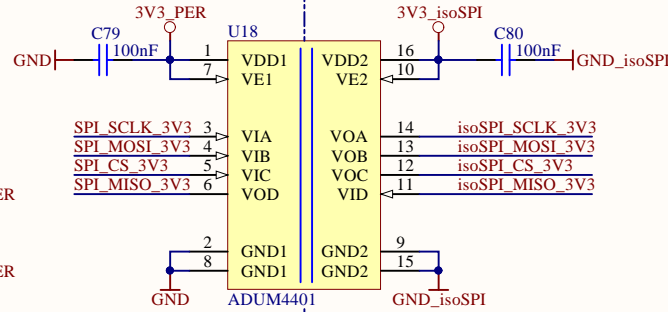 3V3_PER
3V3_isoSPI
U18
C79
C80
100nF
100nF
GND
GND_isoSPI
1 VDD1 VDD2 16
7 VE1 VE2 10
SPI_SCLK_3V3 3 VIA VOA 14 isoSPI_SCLK_3V3
SPI_MOSI_3V3 4 VIB VOB 13 isoSPI_MOSI_3V3
SPI_CS_3V3 5 VIC VOC 12 isoSPI_CS_3V3
SPI_MISO_3V3 6 VOD VID 11 isoSPI_MISO_3V3
ER
2 GND1 GND2 9
8 GND1 GND2 15
ER
GND
ADUM4401
GND_isoSPI